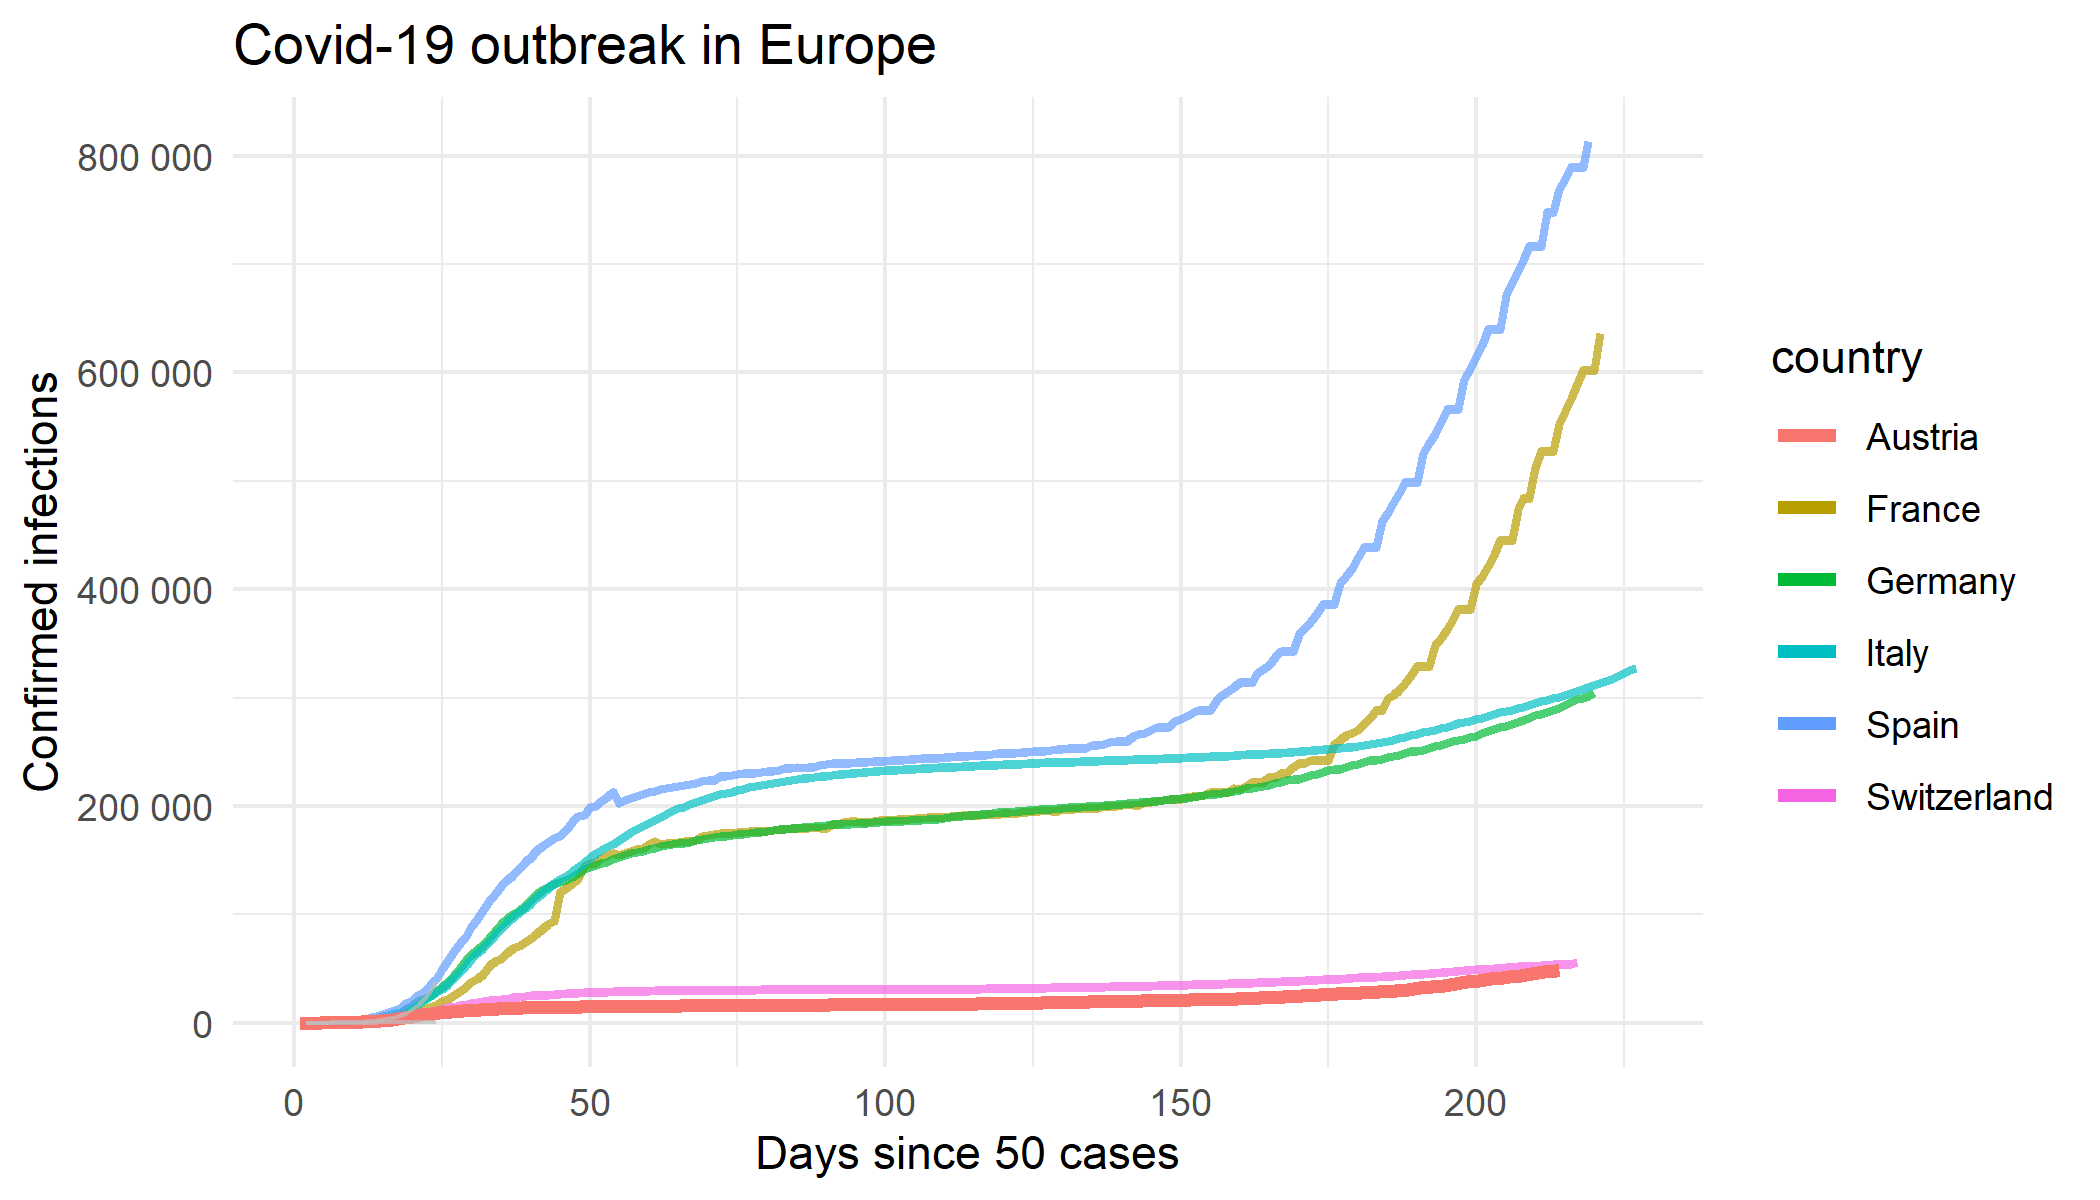 Covid-19 outbreak in Europe
800 000
600 000
400 000
200 000
0
Confirmed infections
0 50 100 150 200
Days since 50 cases
country
Austria
France
Germany
Italy
Spain
Switzerland